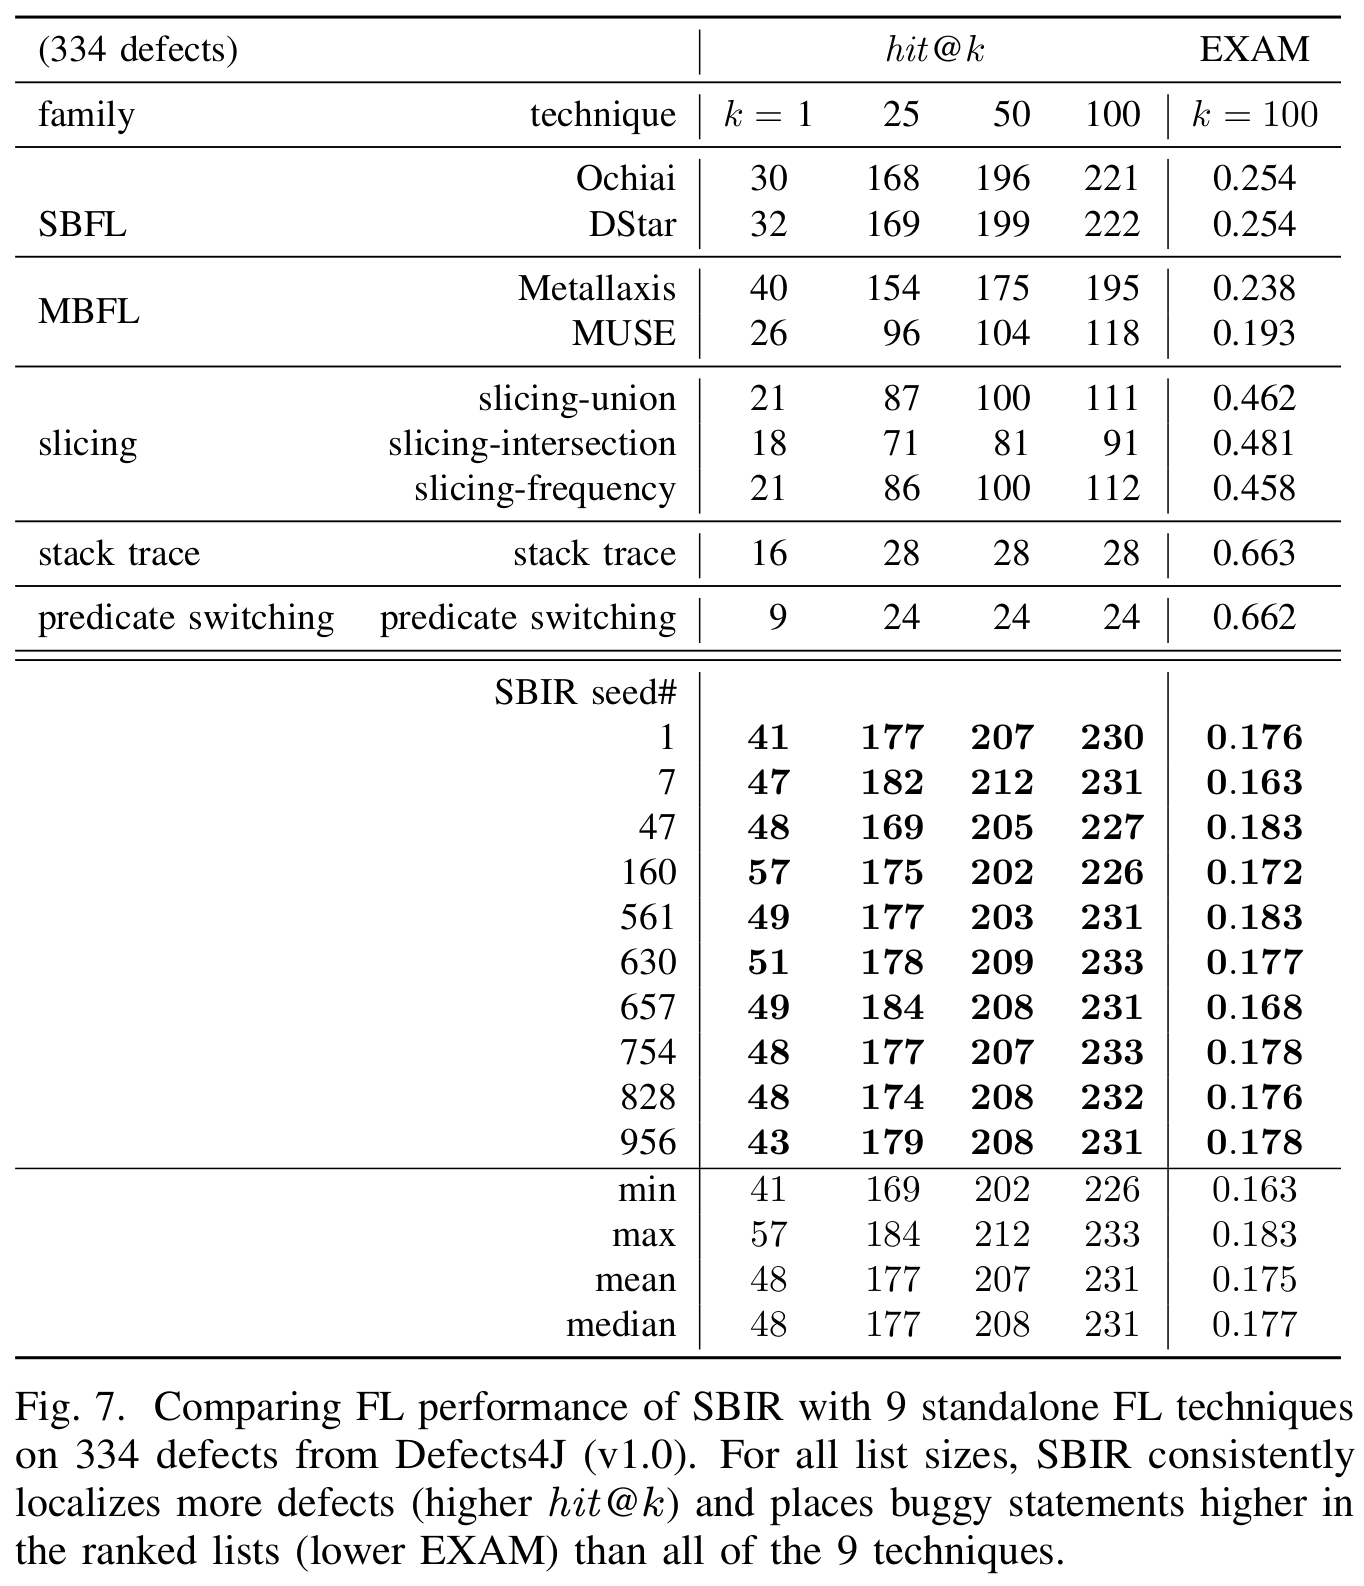 (334 defects) hit@k EXAM
family technique k = 1 25 50 100 k = 100
Ochiai 30 168 196 221 0.254
SBFL DStar 32 169 199 222 0.254
Metallaxis 40 154 175 195 0.238
MBFL
MUSE 26 96 104 118 0.193
slicing-union 21 87 100 111 0.462
slicing slicing-intersection 18 71 81 91 0.481
slicing-frequency 21 86 100 112 0.458
stack trace stack trace 16 28 28 28 0.663
predicate switching predicate switching 9 24 24 24 0.662
SBIR seed#
1 41 177 207 230 0.176
7 47 182 212 231 0.163
47 48 169 205 227 0.183
160 57 175 202 226 0.172
561 49 177 203 231 0.183
630 51 178 209 233 0.177
657 49 184 208 231 0.168
754 48 177 207 233 0.178
828 48 174 208 232 0.176
956 43 179 208 231 0.178
min 41 169 202 226 0.163
max 57 184 212 233 0.183
mean 48 177 207 231 0.175
median 48 177 208 231 0.177
Fig. 7. Comparing FL performance of SBIR with 9 standalone FL techniques
on 334 defects from Defects4J (v1.0). For all list sizes, SBIR consistently
localizes more defects (higher hit@k) and places buggy statements higher in
the ranked lists (lower EXAM) than all of the 9 techniques.